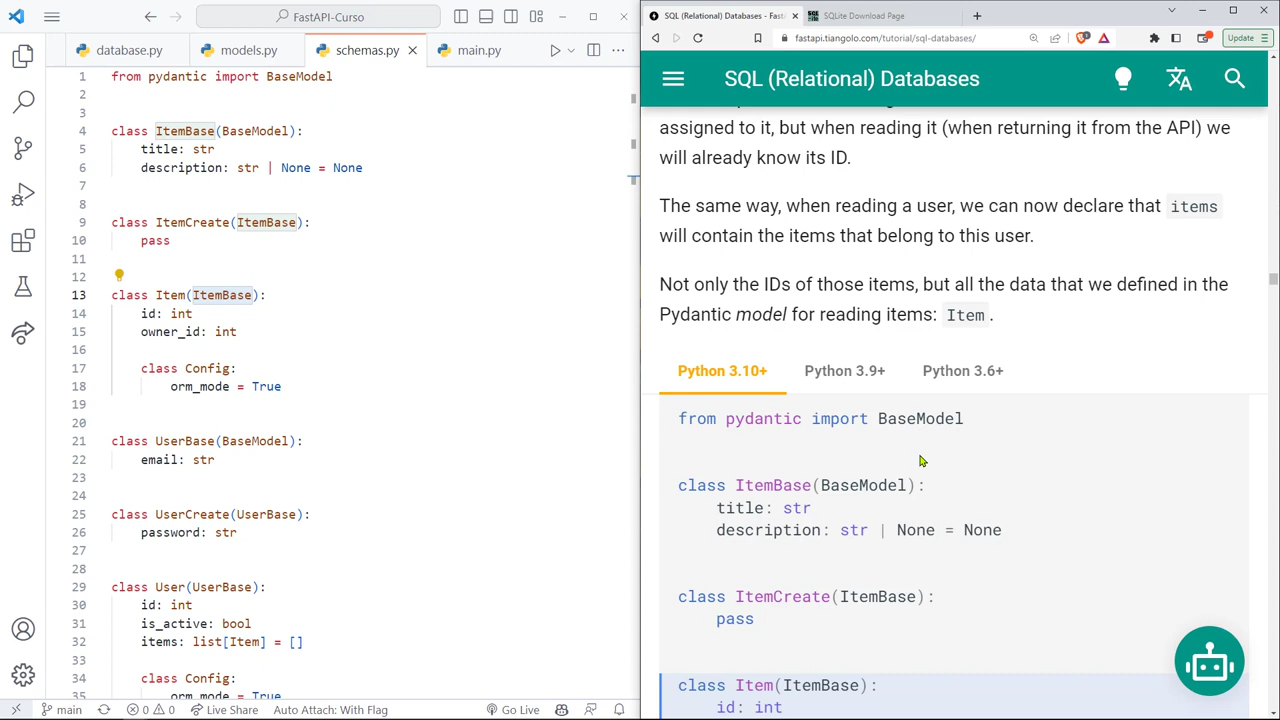 FastAPI-Curso
database.py
models.py
schemas.py
main.py
1 from pydantic import BaseModel
2
3
4 class ItemBase(BaseModel):
5 title: str
6 description: str | None = None
7
8
9 class ItemCreate(ItemBase):
10 pass
11
12
13 class Item(ItemBase):
14 id: int
15 owner_id: int
16
17 class Config:
18 orm_mode = True
19
20
21 class UserBase(BaseModel):
22 email: str
23
24
25 class UserCreate(UserBase):
26 password: str
27
28
29 class User(UserBase):
30 id: int
31 is_active: bool
32 items: list[Item] = []
33
34 class Config:
35 orm_mode = True
main
0
0
Live Share
Auto Attach: With Flag
Go Live
SQL (Relational) Databases - Fast
SQLite Download Page
fastapi.tiangolo.com/tutorial/sql-databases/
Update
SQL (Relational) Databases
assigned to it, but when reading it (when returning it from the API) we
will already know its ID.
The same way, when reading a user, we can now declare that items
will contain the items that belong to this user.
Not only the IDs of those items, but all the data that we defined in the
Pydantic model for reading items: Item.
Python 3.10+
Python 3.9+
Python 3.6+
from pydantic import BaseModel
class ItemBase(BaseModel):
title: str
description: str | None = None
class ItemCreate(ItemBase):
pass
class Item(ItemBase):
id: int